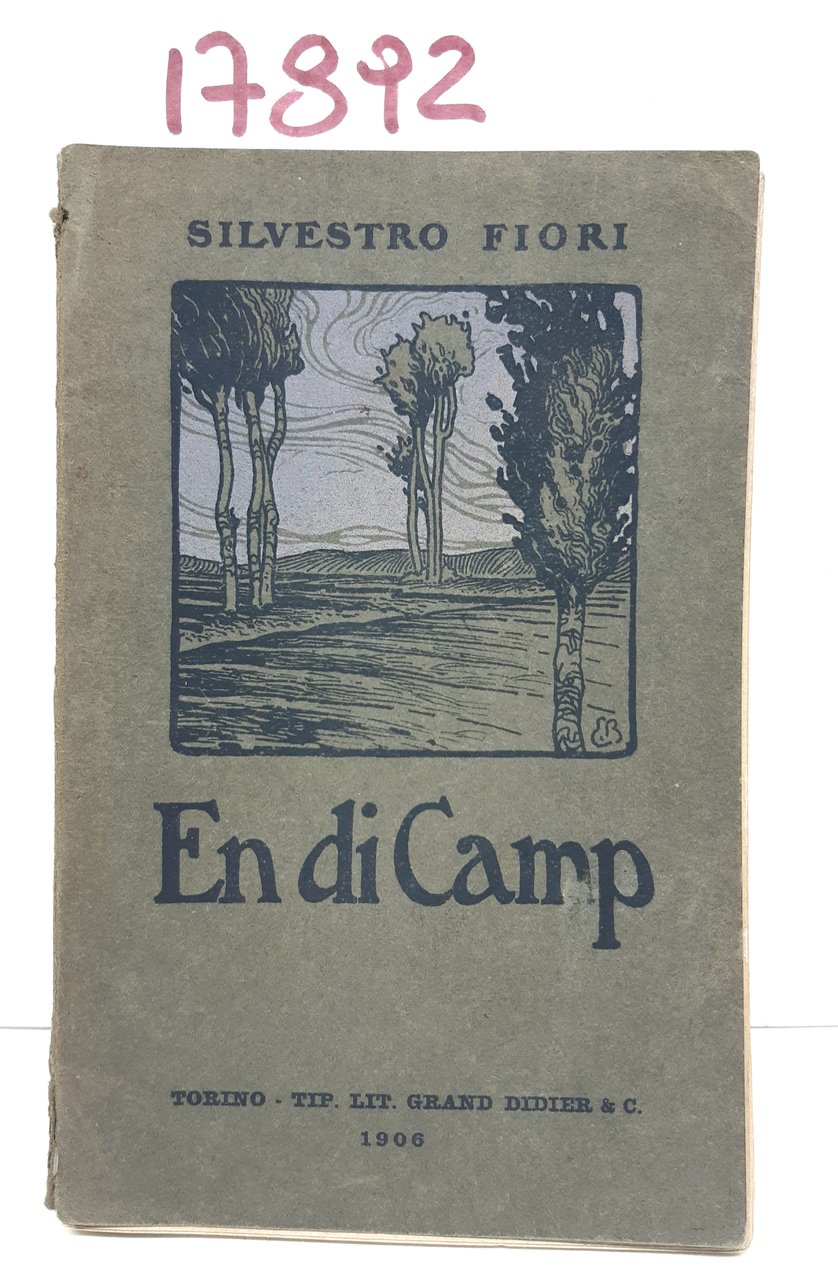 17892
SILVESTRO FIORI
En di Camp
TORINO - TIP. LIT. GRAND DIDIER & C.
1906